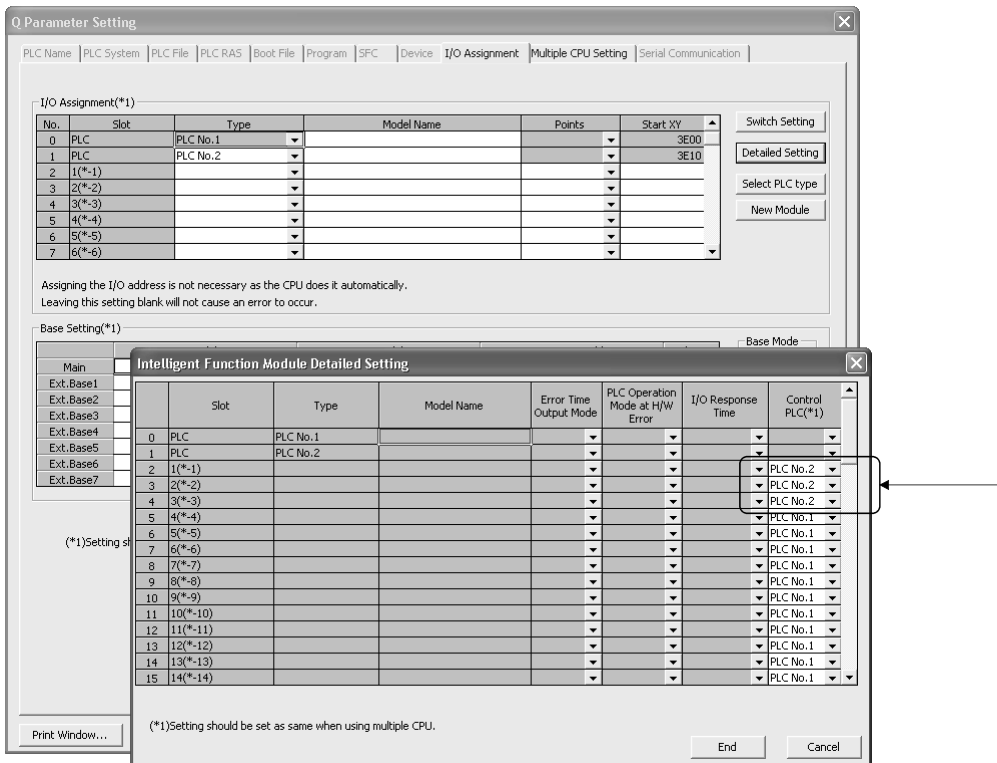 Q Parameter Setting
PLC Name PLC System PLC File PLC RAS Boot File Program SFC Device I/O Assignment Multiple CPU Setting Serial Communication
I/O Assignment(*1)
No. Slot Type Model Name Points Start XY
0 PLC PLC No.1 3E00
1 PLC PLC No.2 3E10
2 1(*-1)
3 2(*-2)
4 3(*-3)
5 4(*-4)
6 5(*-5)
7 6(*-6)
Switch Setting
Detailed Setting
Select PLC type
New Module
Assigning the I/O address is not necessary as the CPU does it automatically.
Leaving this setting blank will not cause an error to occur.
Base Setting(*1)
Base Mode
Main
Ext.Base1
Ext.Base2
Ext.Base3
Ext.Base4
Ext.Base5
Ext.Base6
Ext.Base7
(*1)Setting
Print Window...
Intelligent Function Module Detailed Setting
Slot Type Model Name Error Time Output Mode PLC Operation Mode at H/W Error I/O Response Time Control PLC(*1)
0 PLC PLC No.1
1 PLC PLC No.2
2 1(*-1) PLC No.2
3 2(*-2) PLC No.2
4 3(*-3) PLC No.2
5 4(*-4) PLC No.1
6 5(*-5) PLC No.1
7 6(*-6) PLC No.1
8 7(*-7) PLC No.1
9 8(*-8) PLC No.1
10 9(*-9) PLC No.1
11 10(*-10) PLC No.1
12 11(*-11) PLC No.1
13 12(*-12) PLC No.1
14 13(*-13) PLC No.1
15 14(*-14) PLC No.1
(*1)Setting should be set as same when using multiple CPU.
End Cancel